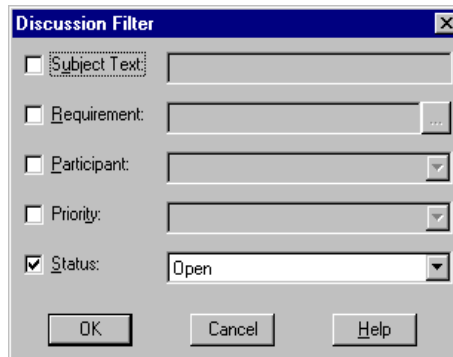 Discussion Filter
Subject Text:
Requirement: ...
Participant:
Priority:
Status: Open
OK Cancel Help